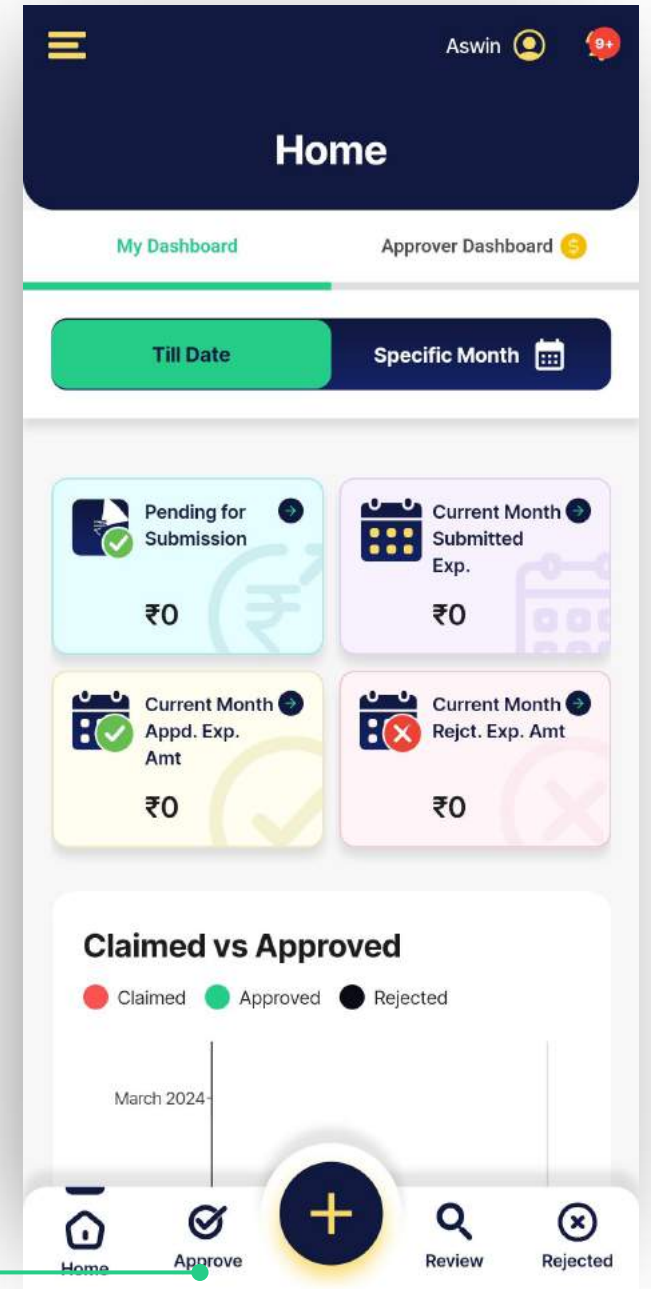 Aswin
9+
Home
My Dashboard
Approver Dashboard $
Till Date
Specific Month
Pending for
Submission
₹0
Current Month
Submitted
Exp.
₹0
Current Month
Appd. Exp.
Amt
₹0
Current Month
Rejct. Exp. Amt
₹0
Claimed vs Approved
Claimed
Approved
Rejected
March 2024
Home
Approve
Review
Rejected